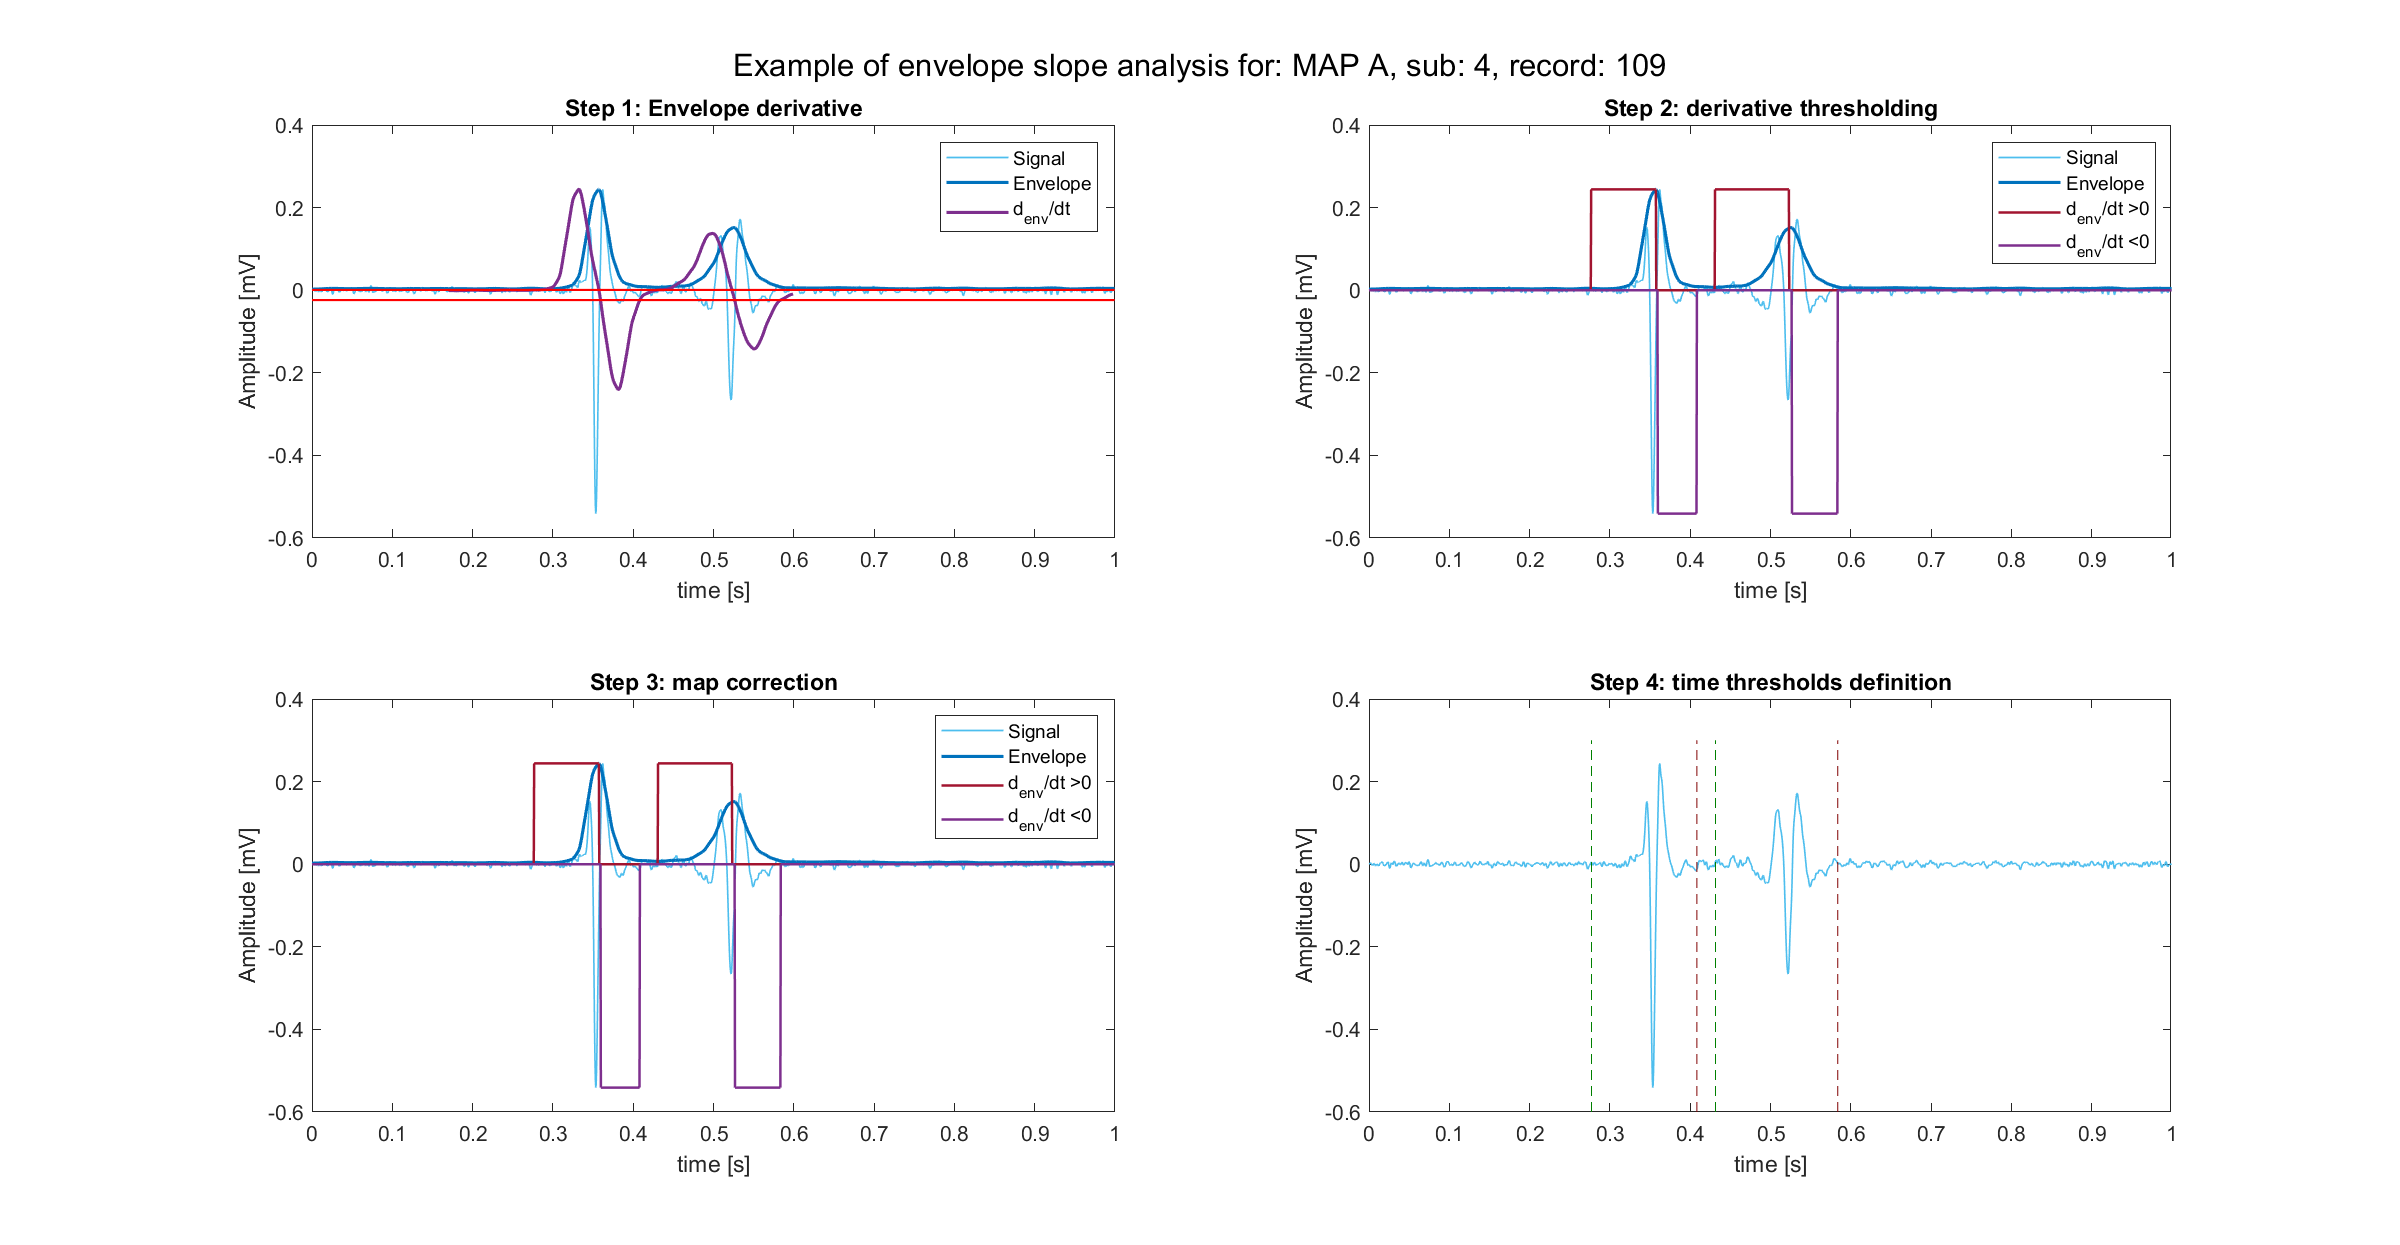 Example of envelope slope analysis for: MAP A, sub: 4, record: 109
Step 1: Envelope derivative
0.4
0.2
0
-0.2
-0.4
-0.6
Amplitude [mV]
Signal
Envelope
denv/dt
0 0.1 0.2 0.3 0.4 0.5 0.6 0.7 0.8 0.9 1
time [s]
Step 2: derivative thresholding
0.4
0.2
0
-0.2
-0.4
-0.6
Amplitude [mV]
Signal
Envelope
denv/dt >0
denv/dt <0
0 0.1 0.2 0.3 0.4 0.5 0.6 0.7 0.8 0.9 1
time [s]
Step 3: map correction
0.4
0.2
0
-0.2
-0.4
-0.6
Amplitude [mV]
Signal
Envelope
denv/dt >0
denv/dt <0
0 0.1 0.2 0.3 0.4 0.5 0.6 0.7 0.8 0.9 1
time [s]
Step 4: time thresholds definition
0.4
0.2
0
-0.2
-0.4
-0.6
Amplitude [mV]
0 0.1 0.2 0.3 0.4 0.5 0.6 0.7 0.8 0.9 1
time [s]